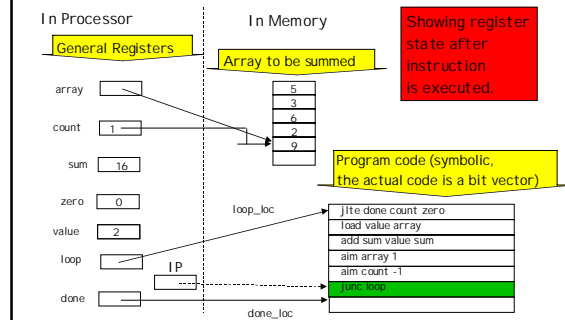 In Processor
In Memory
General Registers
Array to be summed
Showing register
state after
instruction
is executed.
array
count 1
sum 16
zero 0
value 2
loop
IP
done
5
3
6
2
9
Program code (symbolic,
the actual code is a bit vector)
loop_loc
jlte done count zero
load value array
add sum value sum
aim array 1
aim count -1
junc loop
done_loc